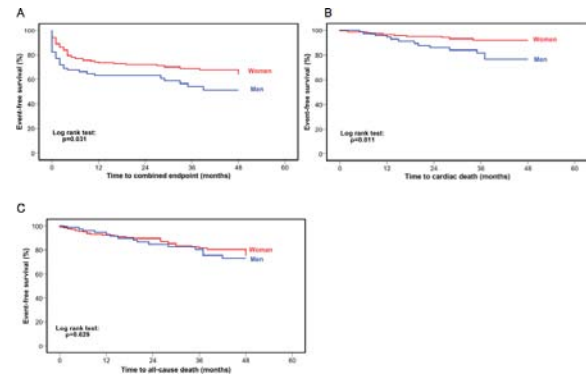 A
Event-free survival (%)
100
80
60
40
20
0
Women
Men
Log rank test:
p=0.031
0
12
24
36
48
60
Time to combined endpoint (months)
B
Event-free survival (%)
100
80
60
40
20
0
Women
Men
Log rank test:
p=0.011
0
12
24
36
48
60
Time to cardiac death (months)
C
Event-free survival (%)
100
80
60
40
20
0
Woman
Men
Log rank test:
p=0.629
0
12
24
36
48
60
Time to all-cause death (months)